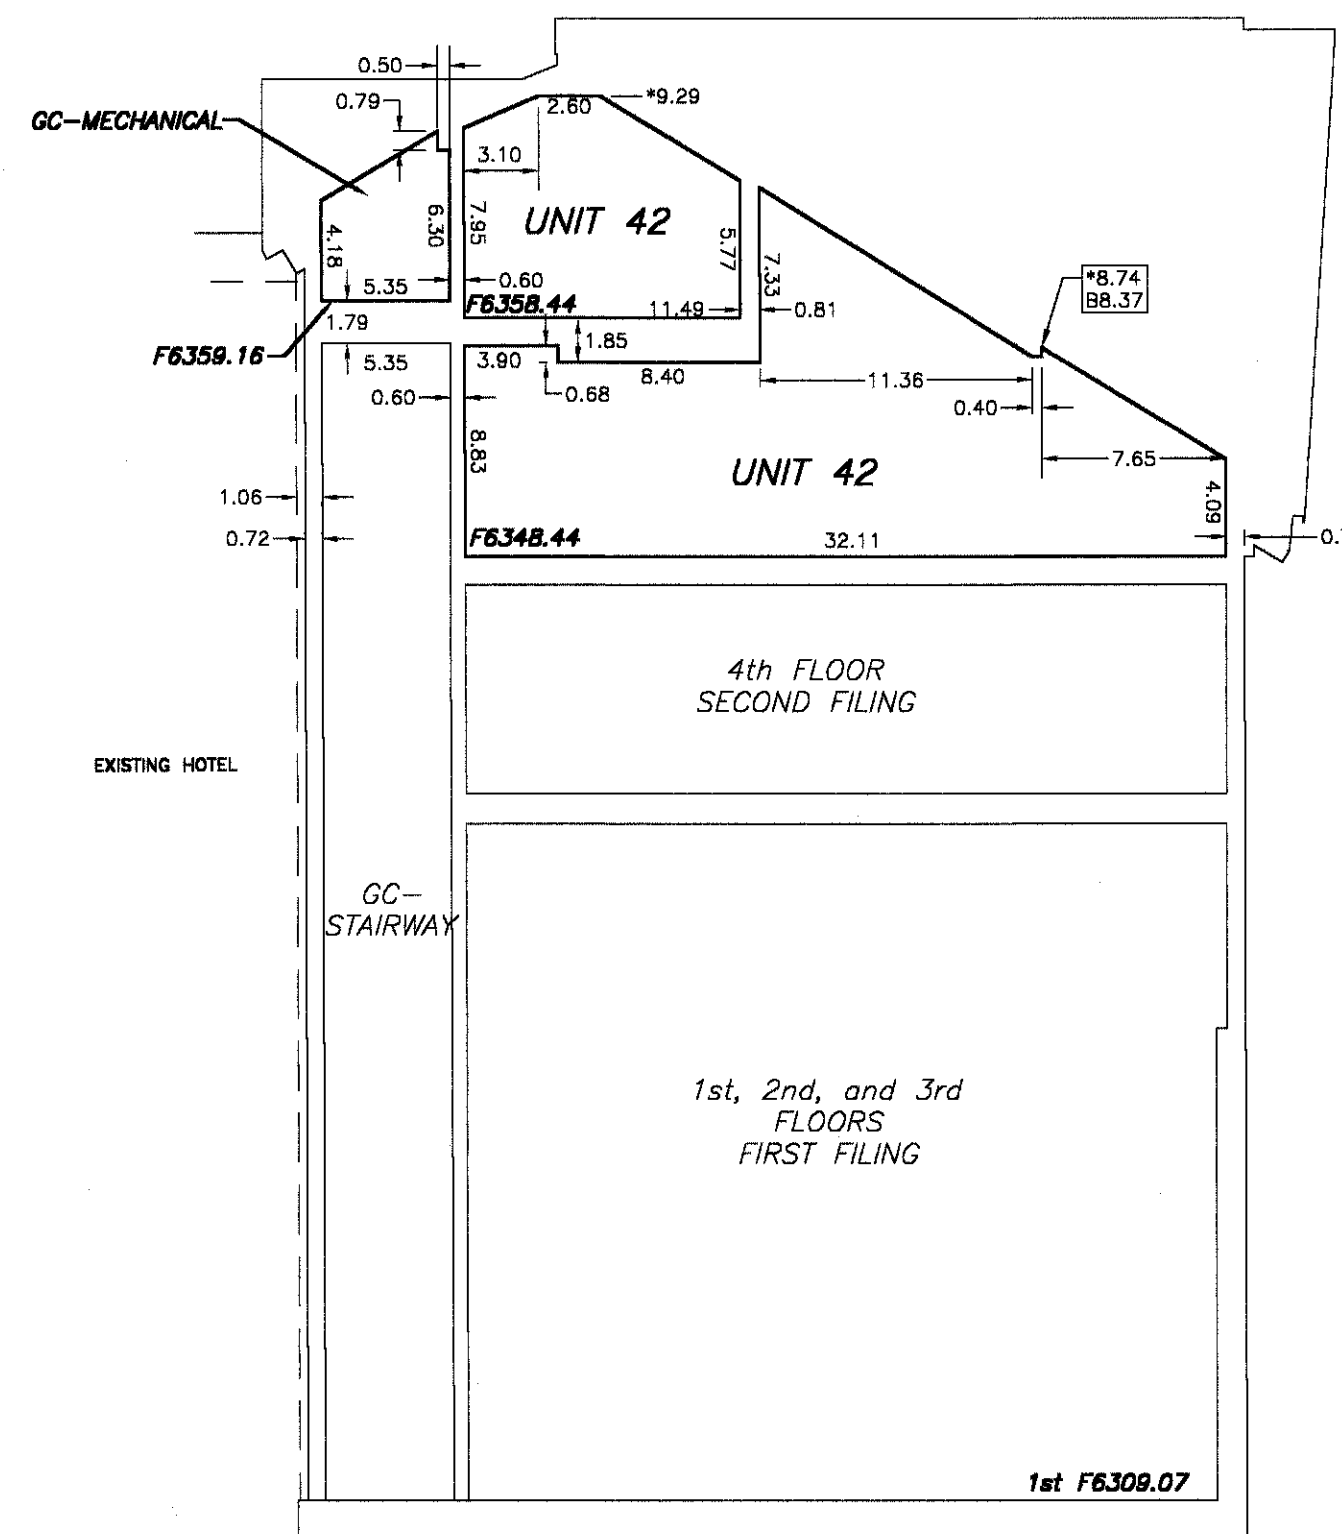 0.50
0.79
*9.29
2.60
GC-MECHANICAL
3.10
UNIT 42
4.18
6.30
7.95
5.77
7.33
*8.74
B8.37
5.35
0.60
F6358.44
11.49
0.81
1.79
1.85
F6359.16
5.35
3.90
8.40
11.36
0.60
0.68
0.40
8.83
UNIT 42
7.65
1.06
4.09
0.72
F6348.44
32.11
4th FLOOR
SECOND FILING
EXISTING HOTEL
GC-
STAIRWAY
1st, 2nd, and 3rd
FLOORS
FIRST FILING
1st F6309.07